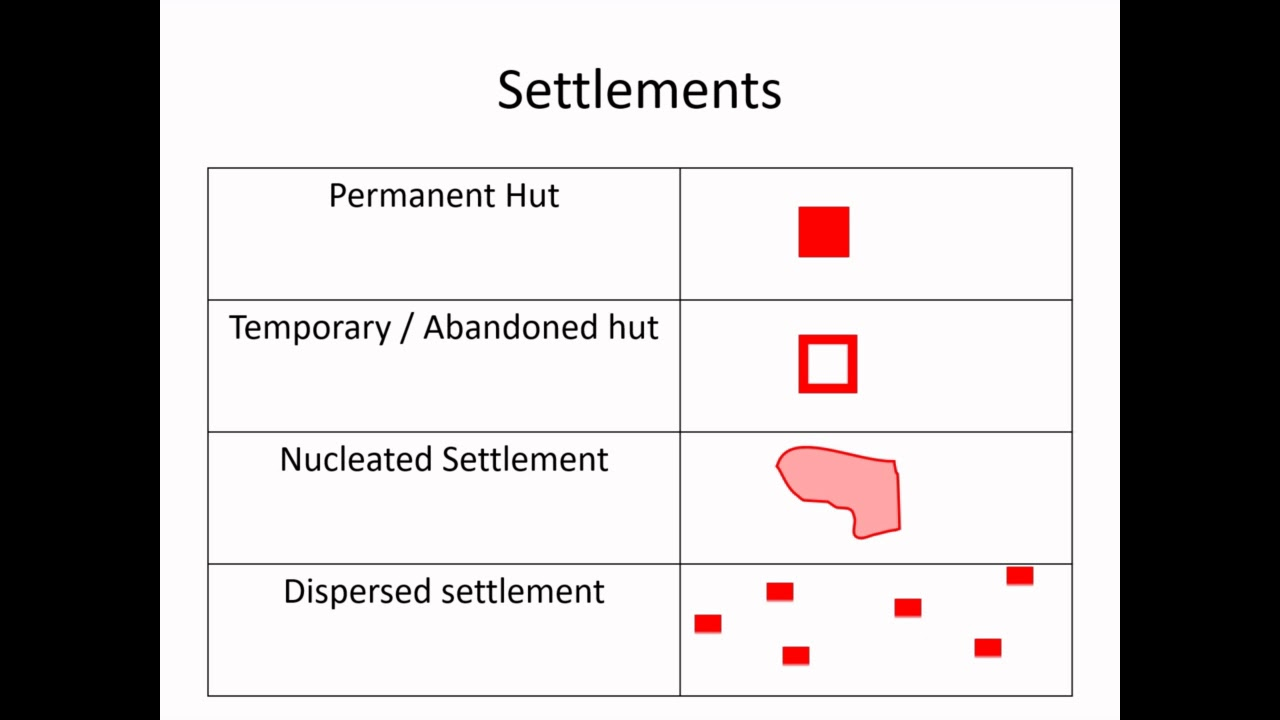 Settlements
Permanent Hut
Temporary / Abandoned hut
Nucleated Settlement
Dispersed settlement